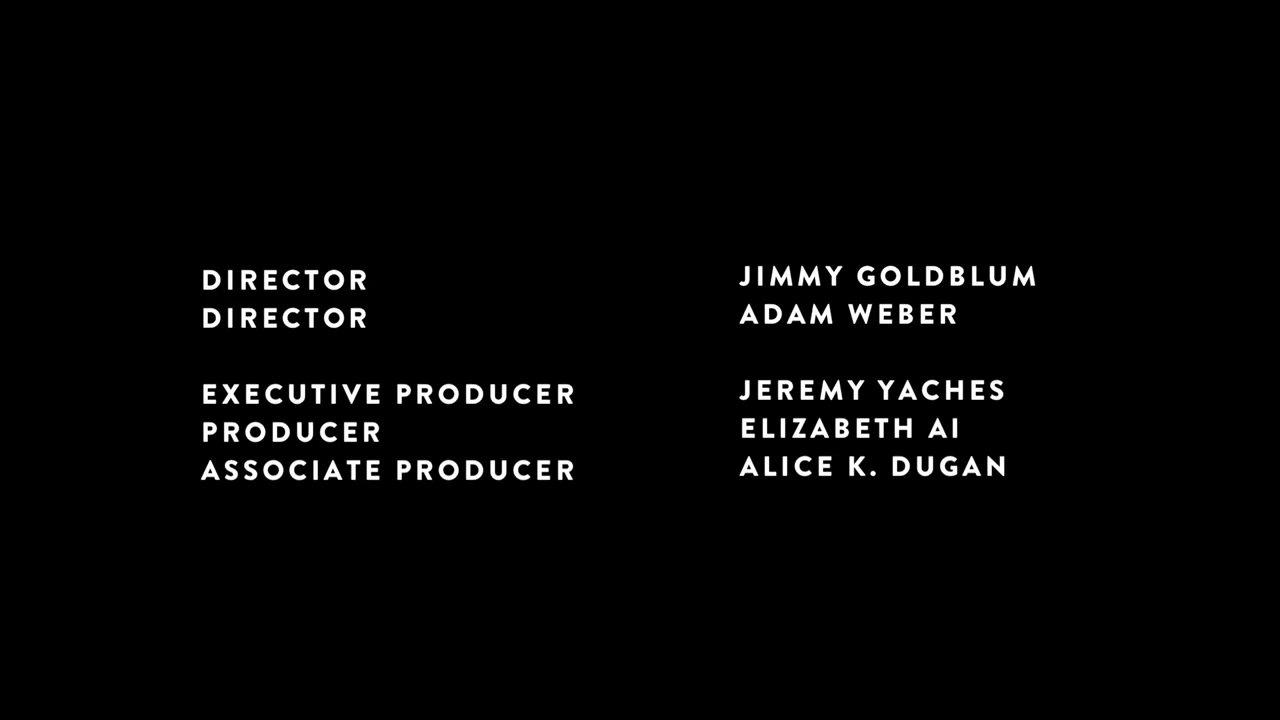 DIRECTOR JIMMY GOLDBLUM
DIRECTOR ADAM WEBER
EXECUTIVE PRODUCER JEREMY YACHES
PRODUCER ELIZABETH AI
ASSOCIATE PRODUCER ALICE K. DUGAN